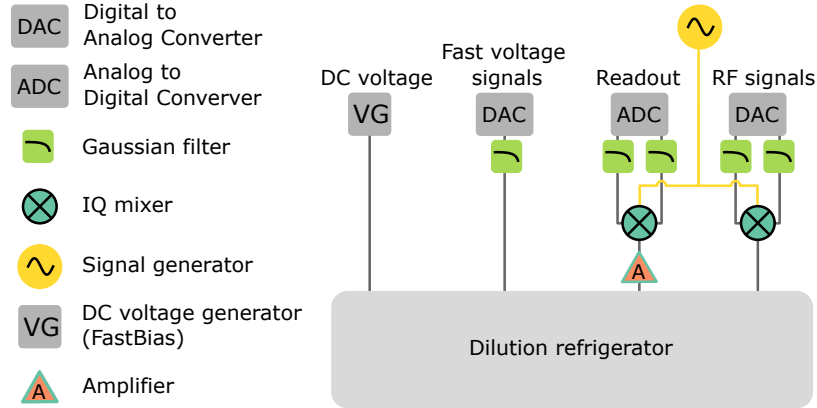 DAC
Digital to
Analog Converter
ADC
Analog to
Digital Converver
Gaussian filter
IQ mixer
Signal generator
VG
DC voltage generator
(FastBias)
A
Amplifier
DC voltage
VG
Fast voltage
signals
DAC
Readout
ADC
RF signals
DAC
A
Dilution refrigerator